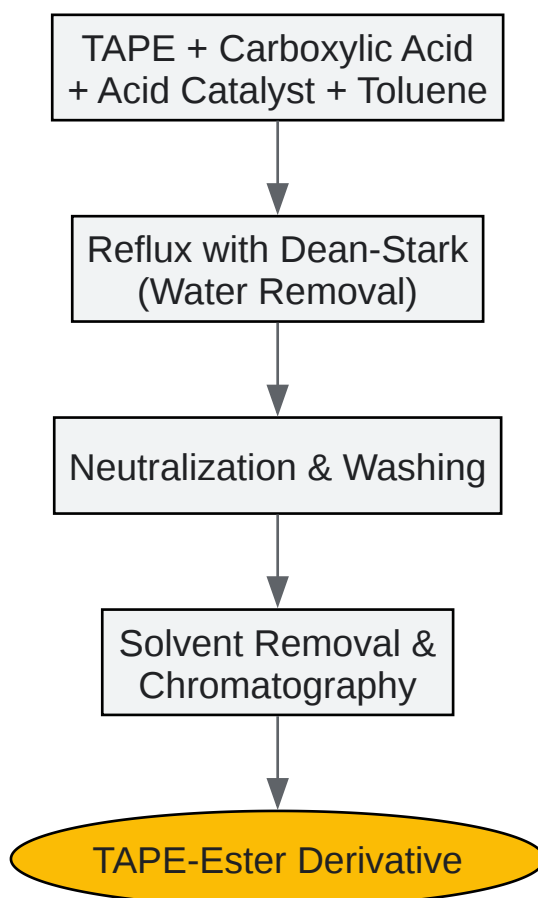 TAPE + Carboxylic Acid
+ Acid Catalyst + Toluene
Reflux with Dean-Stark
(Water Removal)
Neutralization & Washing
Solvent Removal &
Chromatography
TAPE-Ester Derivative